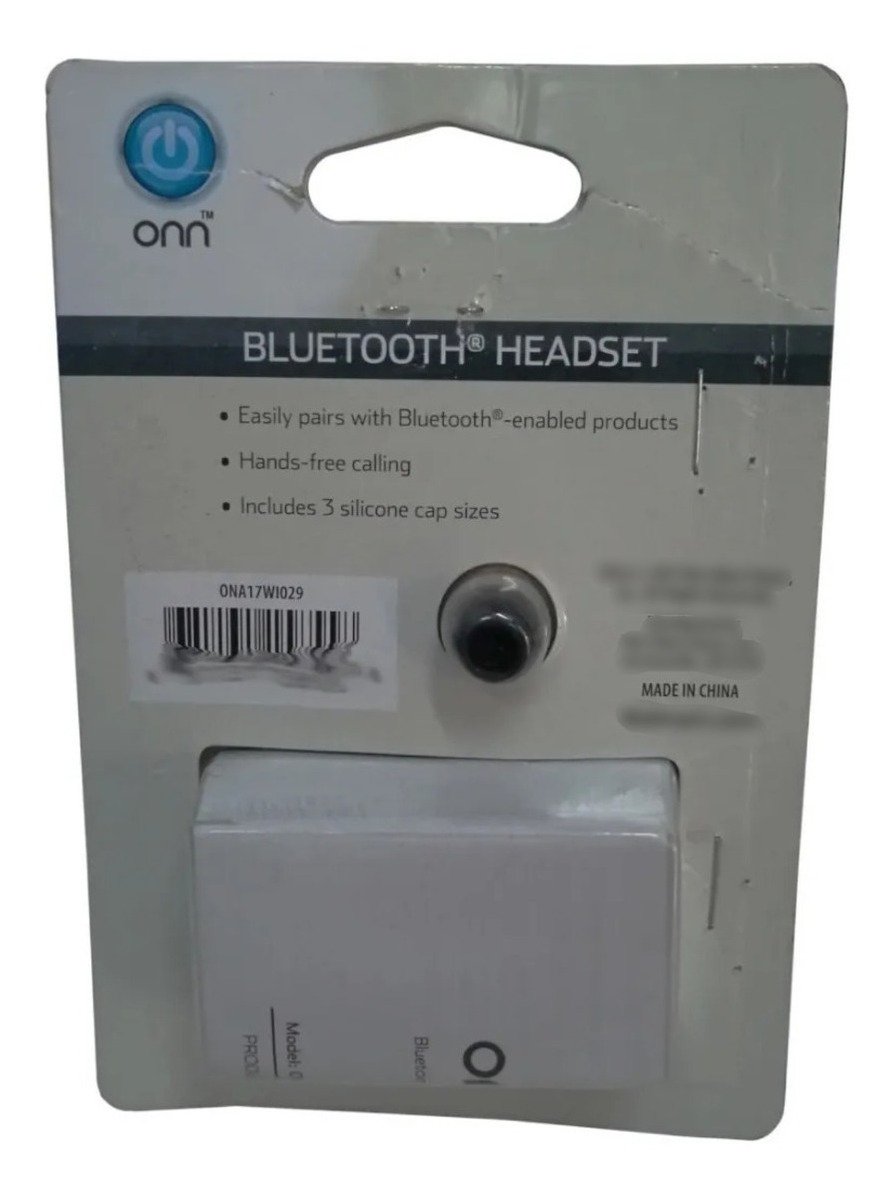 onn™
BLUETOOTH® HEADSET
• Easily pairs with Bluetooth®-enabled products
• Hands-free calling
• Includes 3 silicone cap sizes
ONA17WI029
MADE IN CHINA
Model: